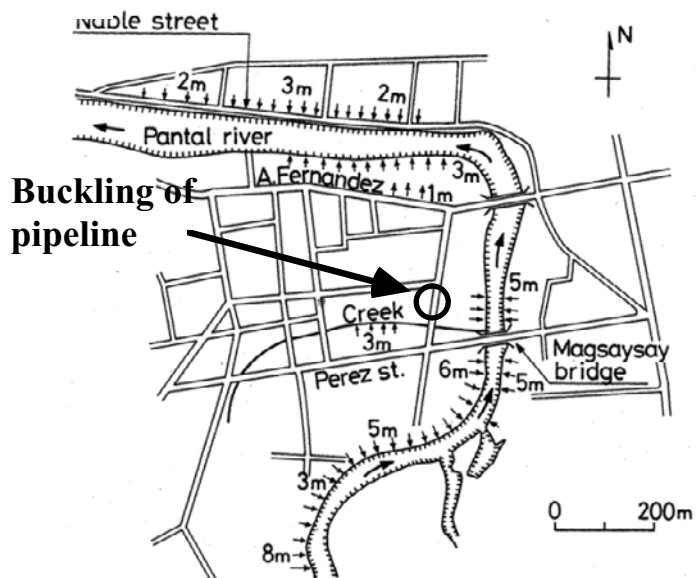 Nable street
N
2m
3m
2m
Pantal river
3m
A.Fernandez
1m
Buckling of
pipeline
5m
Creek
3m
Magsaysay
bridge
Perez st.
6m
5m
5m
3m
8m
0
200m